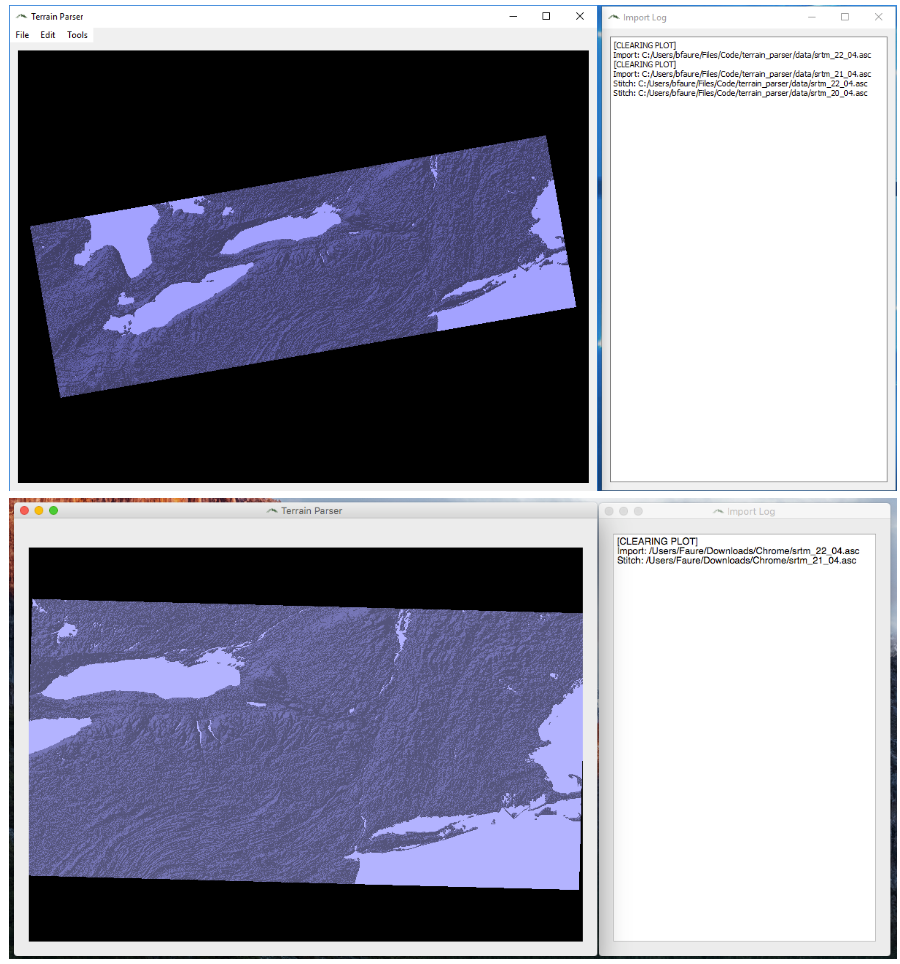 Terrain Parser
File Edit Tools
Import Log
[CLEARING PLOT]
Import: C:/Users/bfaure/Files/Code/terrain_parser/data/srtm_22_04.asc
[CLEARING PLOT]
Import: C:/Users/bfaure/Files/Code/terrain_parser/data/srtm_21_04.asc
Stitch: C:/Users/bfaure/Files/Code/terrain_parser/data/srtm_22_04.asc
Stitch: C:/Users/bfaure/Files/Code/terrain_parser/data/srtm_20_04.asc
Terrain Parser
Import Log
[CLEARING PLOT]
Import: /Users/Faure/Downloads/Chrome/srtm_22_04.asc
Stitch: /Users/Faure/Downloads/Chrome/srtm_21_04.asc